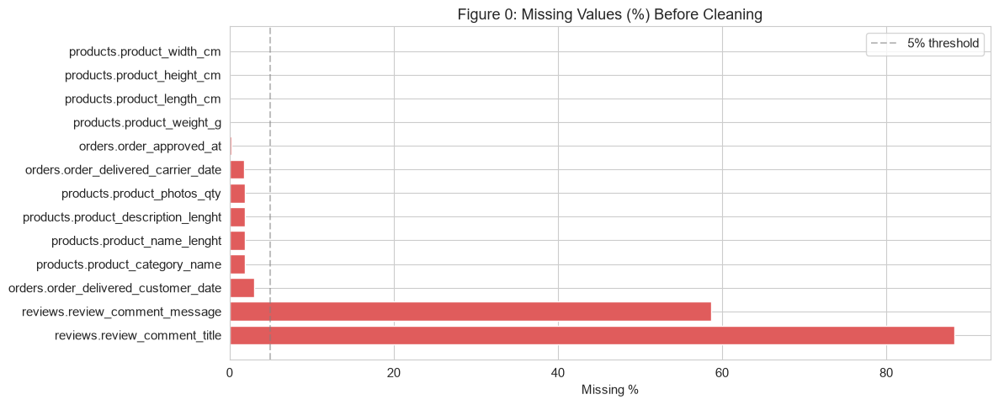 Figure 0: Missing Values (%) Before Cleaning
5% threshold
products.product_width_cm
products.product_height_cm
products.product_length_cm
products.product_weight_g
orders.order_approved_at
orders.order_delivered_carrier_date
products.product_photos_qty
products.product_description_lenght
products.product_name_lenght
products.product_category_name
orders.order_delivered_customer_date
reviews.review_comment_message
reviews.review_comment_title
0 20 40 60 80
Missing %